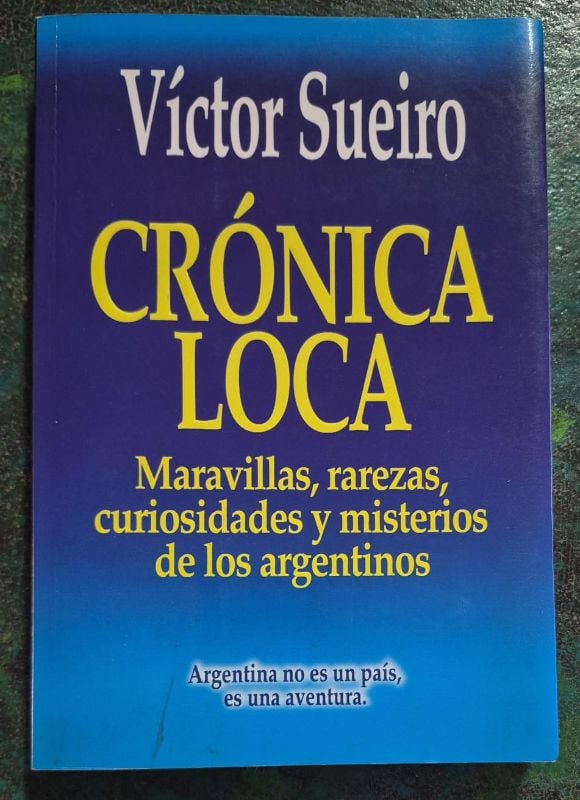 Víctor Sueiro
CRÓNICA
LOCA
Maravillas, rarezas,
curiosidades y misterios
de los argentinos
Argentina no es un país,
es una aventura.